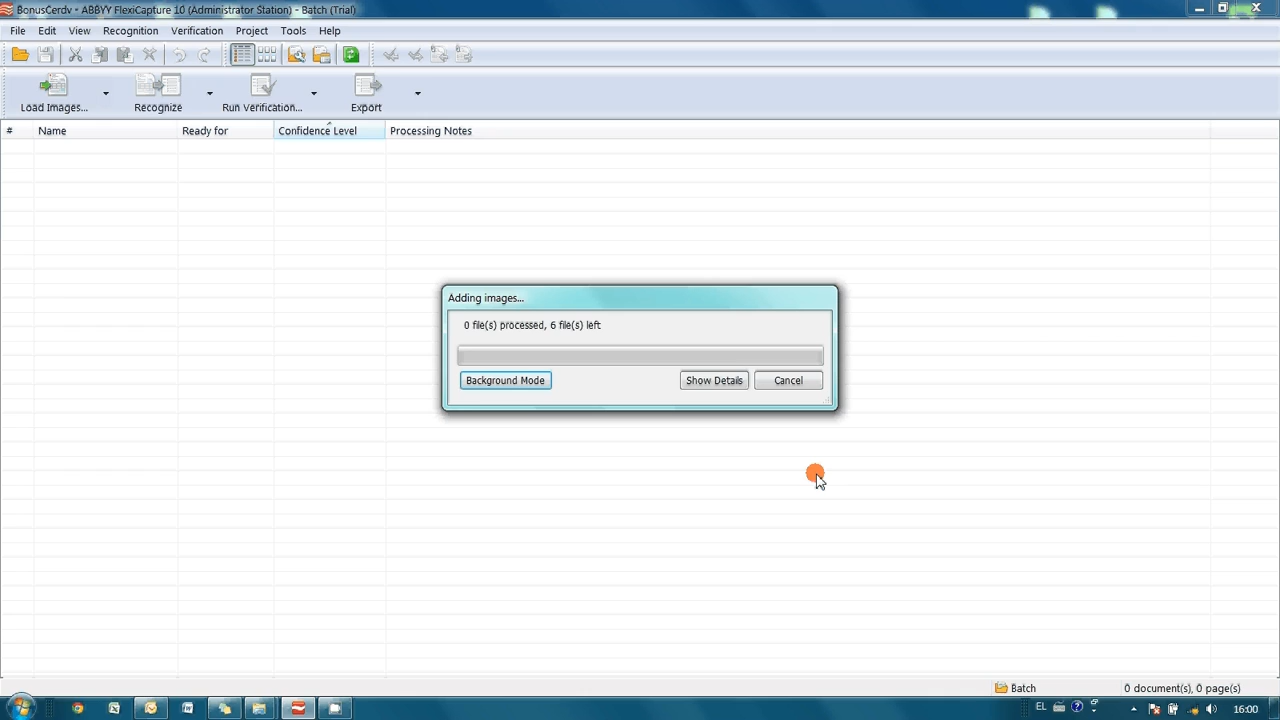 BonusCerdv - ABBYY FlexiCapture 10 (Administrator Station) - Batch (Trial)
File Edit View Recognition Verification Project Tools Help
Load Images... Recognize Run Verification... Export
# Name Ready for Confidence Level Processing Notes
Adding images...
0 file(s) processed, 6 file(s) left
Background Mode Show Details Cancel
Batch 0 document(s), 0 page(s)
EL 16:00